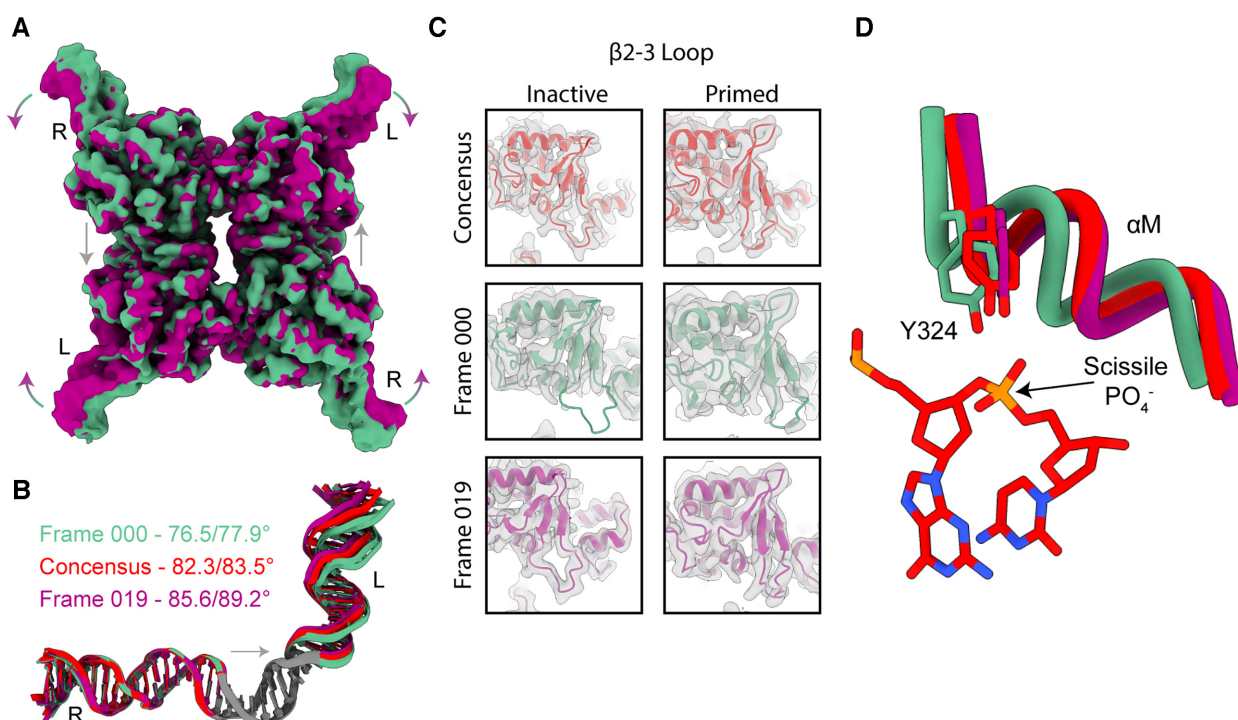 A
R
L
L
R
B
Frame 000 - 76.5/77.9°
Concensus - 82.3/83.5°
Frame 019 - 85.6/89.2°
L
R
C
β2-3 Loop
Inactive Primed
Concensus
Frame 000
Frame 019
D
αM
Y324
Scissile
PO₄⁻